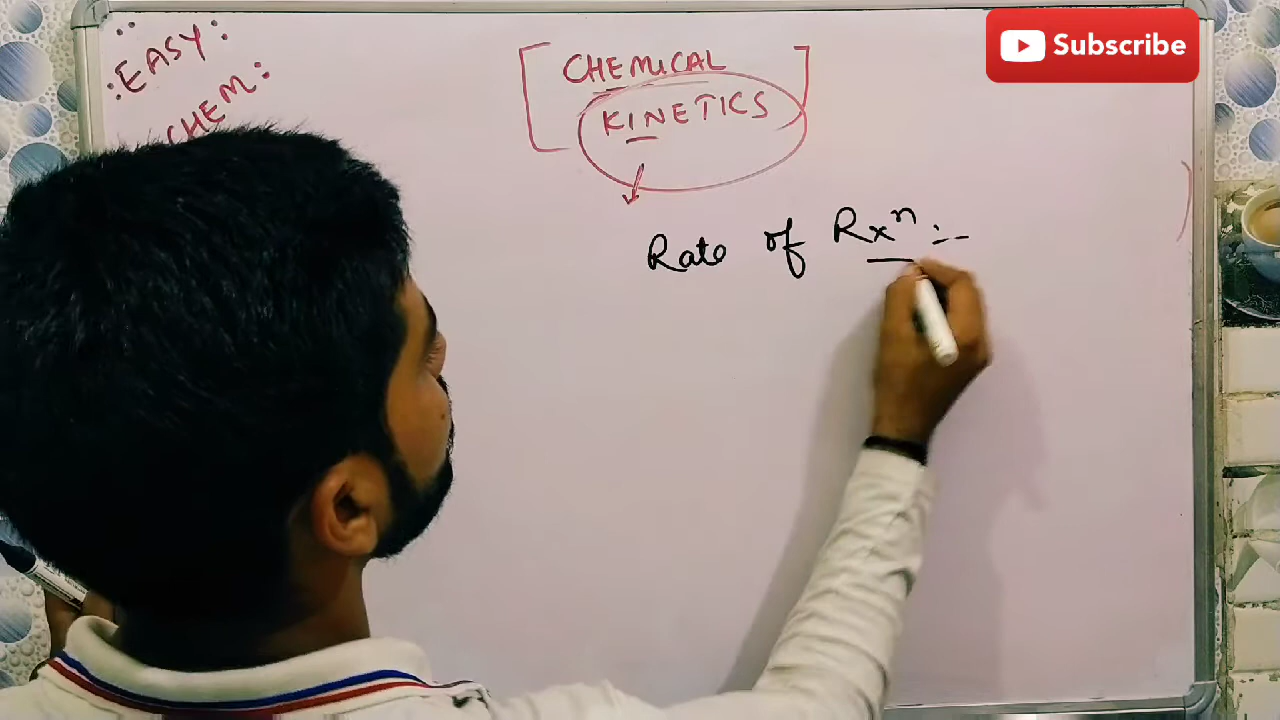 :EASY:
CHEM:
CHEMICAL
KINETICS
Rate of Rxⁿ :-
Subscribe